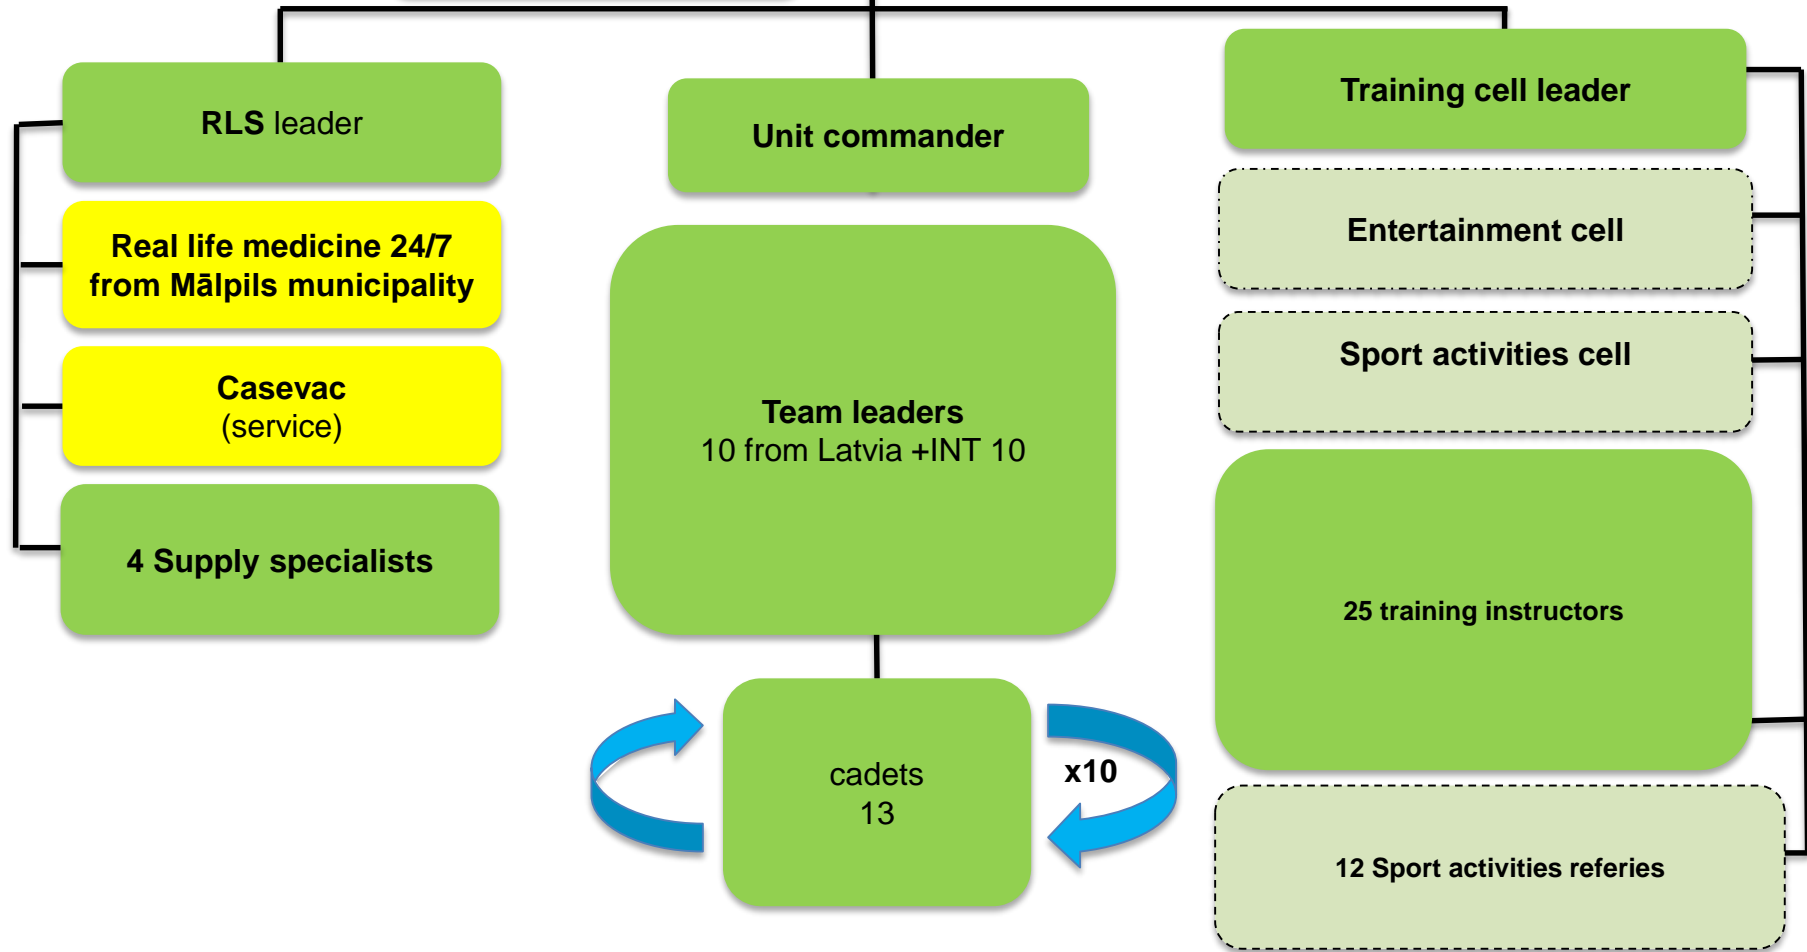 RLS leader
Real life medicine 24/7
from Mālpils municipality
Casevac
(service)
4 Supply specialists
Unit commander
Team leaders
10 from Latvia +INT 10
cadets
13
x10
Training cell leader
Entertainment cell
Sport activities cell
25 training instructors
12 Sport activities referies